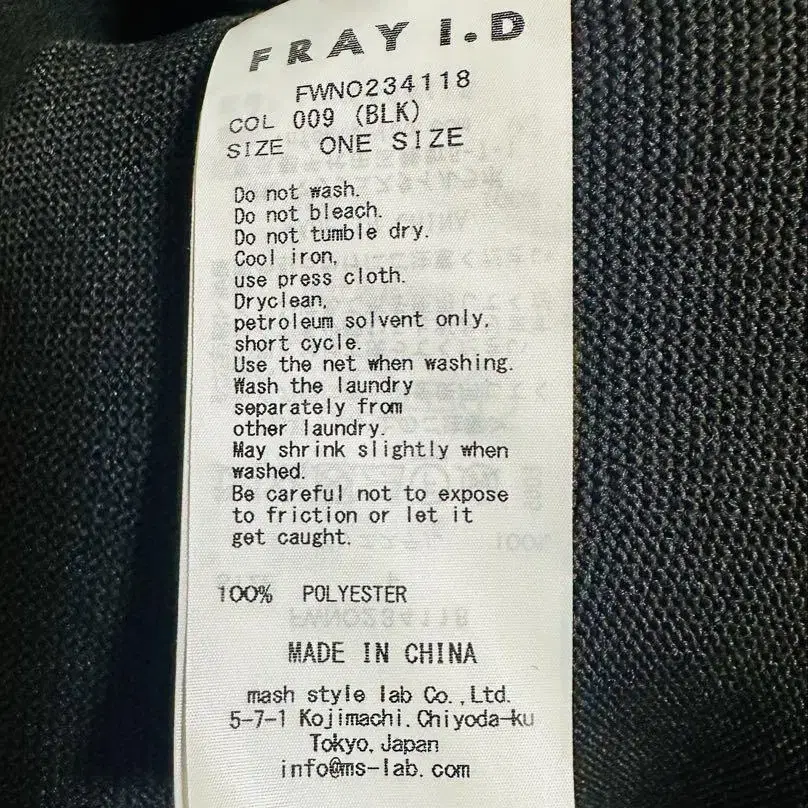 FRAY I.D
FWNO234118
COL 009 (BLK)
SIZE ONE SIZE
Do not wash.
Do not bleach.
Do not tumble dry.
Cool iron,
use press cloth.
Dryclean,
petroleum solvent only,
short cycle.
Use the net when washing.
Wash the laundry
separately from
other laundry.
May shrink slightly when
washed.
Be careful not to expose
to friction or let it
get caught.
100% POLYESTER
MADE IN CHINA
mash style lab Co.,Ltd.
5-7-1 Kojimachi,Chiyoda-ku
Tokyo,Japan
info@ms-lab.com